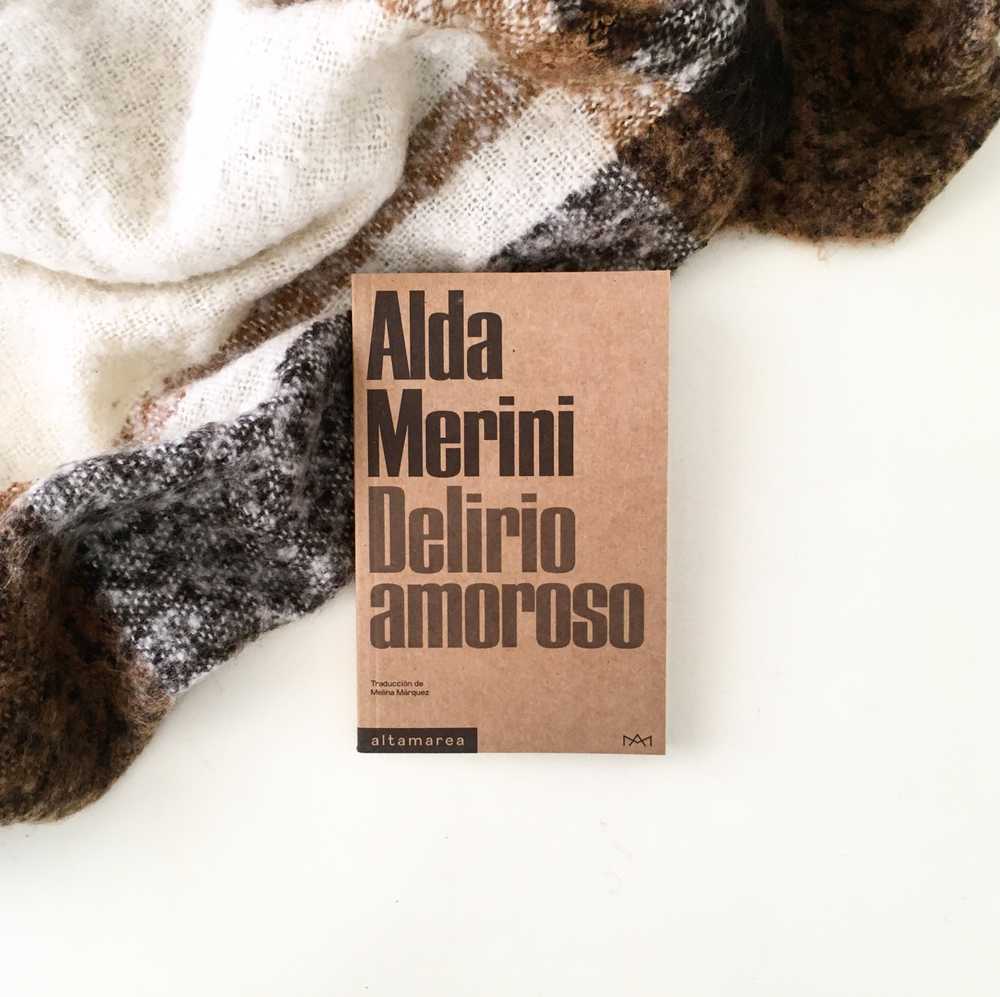 Alda
Merini
Delirio
amoroso
Traducción de
Melina Márquez
altamarea